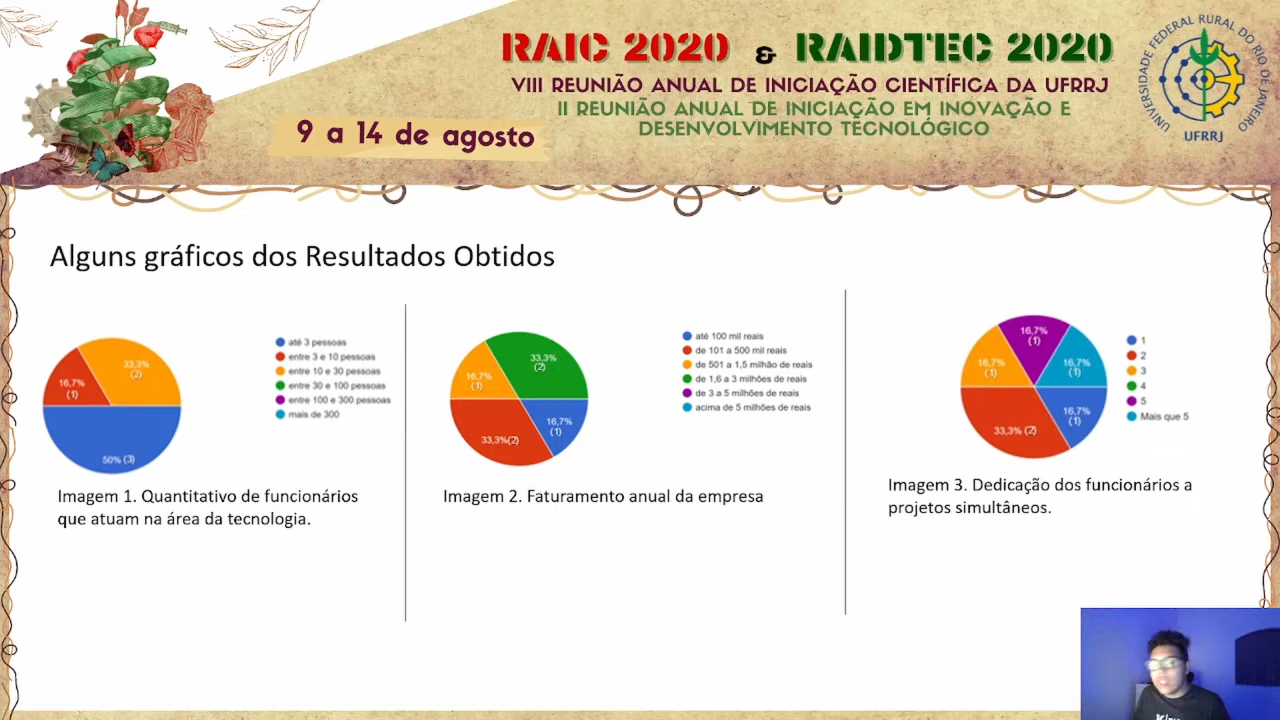 RAIC 2020 & RAIDTEC 2020
VIII REUNIÃO ANUAL DE INICIAÇÃO CIENTÍFICA DA UFRRJ
II REUNIÃO ANUAL DE INICIAÇÃO EM INOVAÇÃO E
DESENVOLVIMENTO TECNOLÓGICO
9 a 14 de agosto
UNIVERSIDADE FEDERAL RURAL DO RIO DE JANEIRO
UFRRJ
Alguns gráficos dos Resultados Obtidos
33,3%
(2)
16,7%
(1)
50% (3)
até 3 pessoas
entre 3 e 10 pessoas
entre 10 e 30 pessoas
entre 30 e 100 pessoas
entre 100 e 300 pessoas
mais de 300
Imagem 1. Quantitativo de funcionários
que atuam na área da tecnologia.
33,3%
(2)
16,7%
(1)
16,7%
(1)
33,3%(2)
até 100 mil reais
de 101 a 500 mil reais
de 501 a 1,5 milhão de reais
de 1,6 a 3 milhões de reais
de 3 a 5 milhões de reais
acima de 5 milhões de reais
Imagem 2. Faturamento anual da empresa
16,7%
(1)
16,7%
(1)
16,7%
(1)
16,7%
(1)
33,3% (2)
1
2
3
4
5
Mais que 5
Imagem 3. Dedicação dos funcionários a
projetos simultâneos.